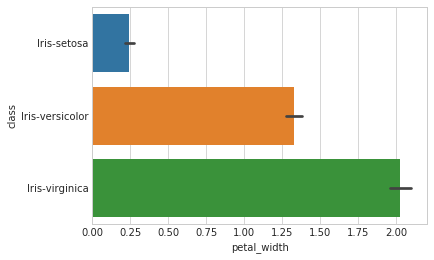 Iris-setosa
Iris-versicolor
Iris-virginica
class
0.00 0.25 0.50 0.75 1.00 1.25 1.50 1.75 2.00
petal_width